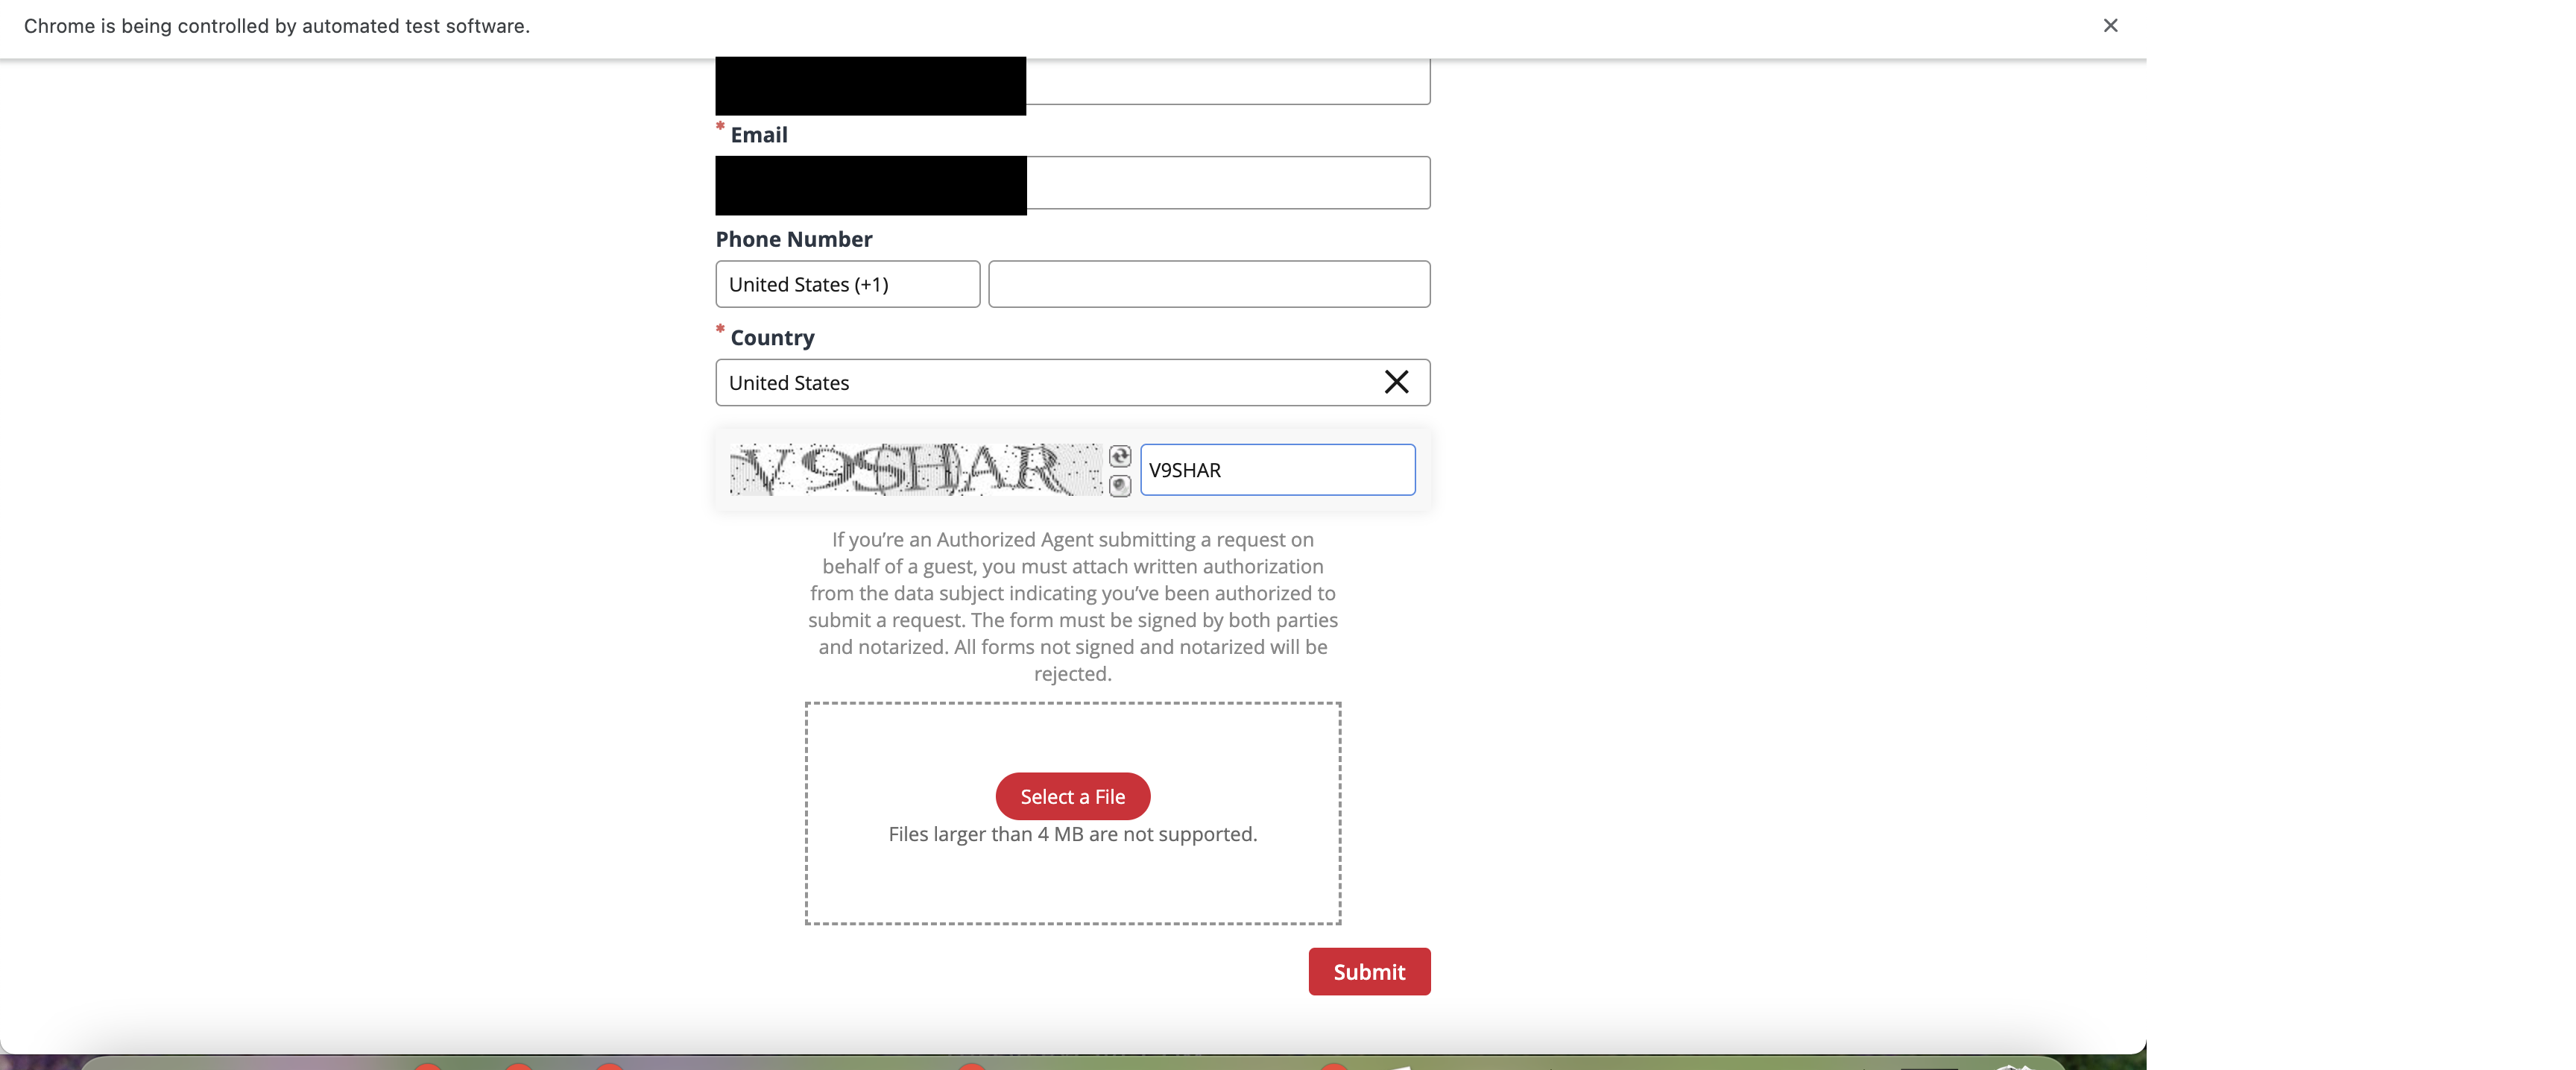 Chrome is being controlled by automated test software.
* Email
Phone Number
United States (+1)
* Country
United States
V9SHAR
V9SHAR
If you’re an Authorized Agent submitting a request on
behalf of a guest, you must attach written authorization
from the data subject indicating you’ve been authorized to
submit a request. The form must be signed by both parties
and notarized. All forms not signed and notarized will be
rejected.
Select a File
Files larger than 4 MB are not supported.
Submit